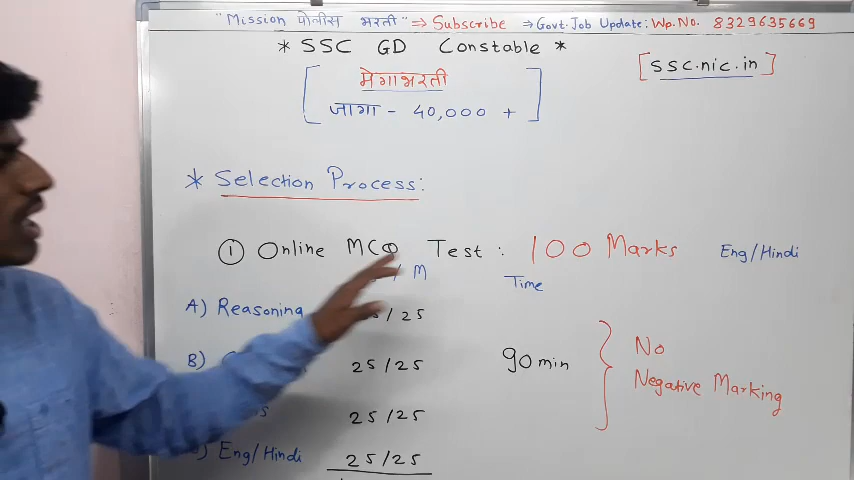 "Mission पोलीस भरती" ⇒ Subscribe ⇒ Govt. Job Update: Wp.No. 8329635669
* SSC GD Constable *
[ssc.nic.in]
मेगाभरती
जागा - 40,000 +
* Selection Process:
① Online MCQ Test : 100 Marks Eng/Hindi
/ M
Time
A) Reasoning /25
B) 25/25
90 min
No
Negative Marking
25/25
Eng/Hindi 25/25